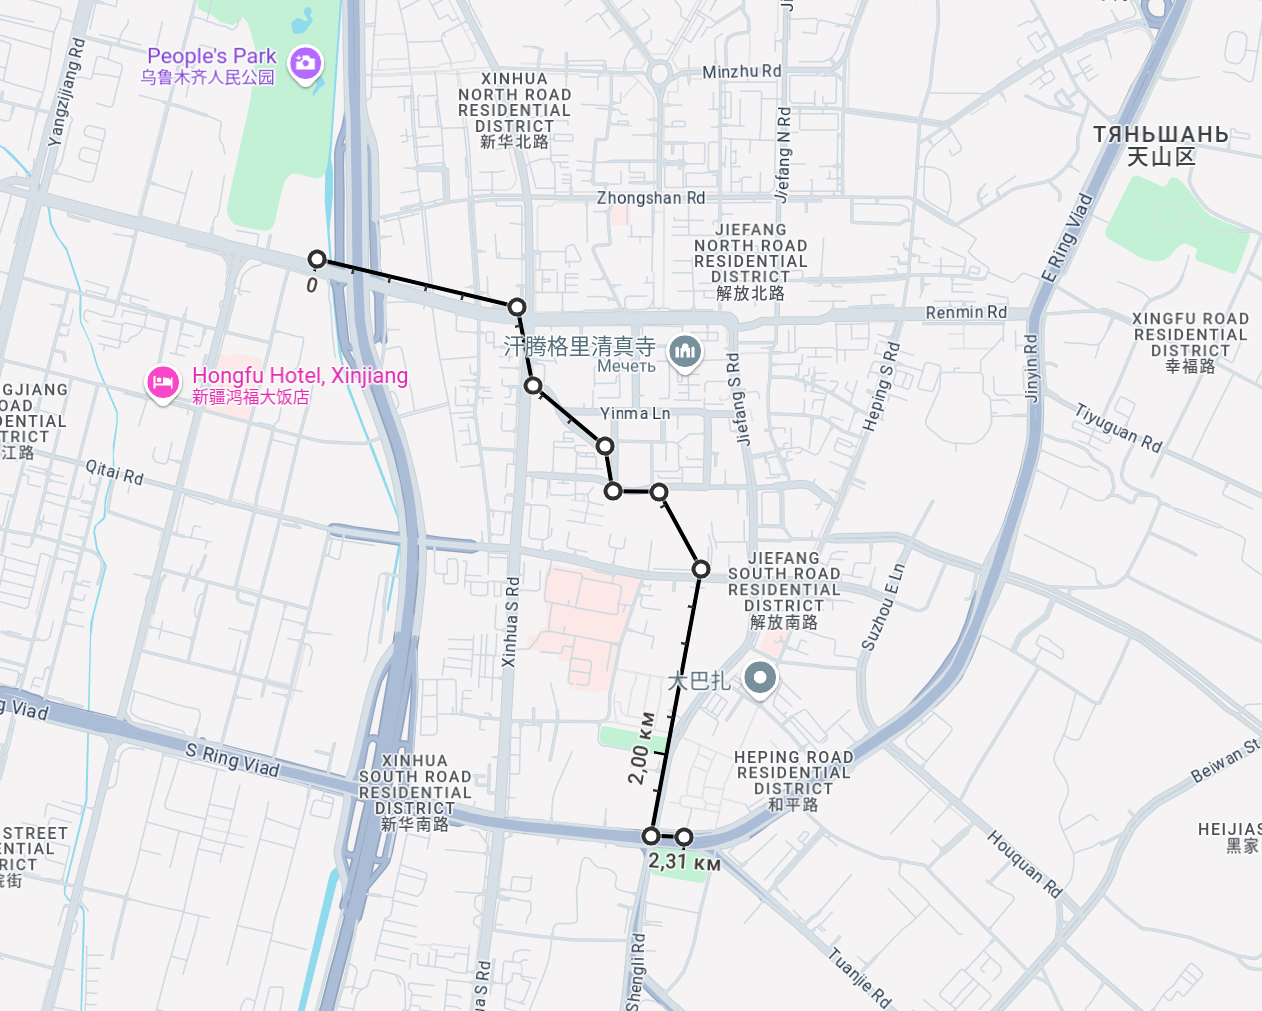 People's Park
乌鲁木齐人民公园
Yangzijiang Rd
XINHUA
NORTH ROAD
RESIDENTIAL
DISTRICT
新华北路
Minzhu Rd
Jiefang N Rd
Zhongshan Rd
ТЯНЬШАНЬ
天山区
E Ring Viad
JIEFANG
NORTH ROAD
RESIDENTIAL
DISTRICT
解放北路
0
Renmin Rd
XINGFU ROAD
RESIDENTIAL
DISTRICT
幸福路
汗腾格里清真寺
Мечеть
Hongfu Hotel, Xinjiang
新疆鸿福大饭店
NGJIANG
OAD
DENTIAL
TRICT
江路
Jiefang S Rd
Heping S Rd
Jinyin Rd
Yinma Ln
Tiyuguan Rd
Qitai Rd
Xinhua S Rd
JIEFANG
SOUTH ROAD
RESIDENTIAL
DISTRICT
解放南路
Suzhou E Ln
大巴扎
g Viad
S Ring Viad
2,00 км
XINHUA
SOUTH ROAD
RESIDENTIAL
DISTRICT
新华南路
HEPING ROAD
RESIDENTIAL
DISTRICT
和平路
Beiwan St
STREET
ENTIAL
RICT
院街
2,31 км
HEIJIAS
黑家
Houquan Rd
ua S Rd
Shengli Rd
Tuanjie Rd